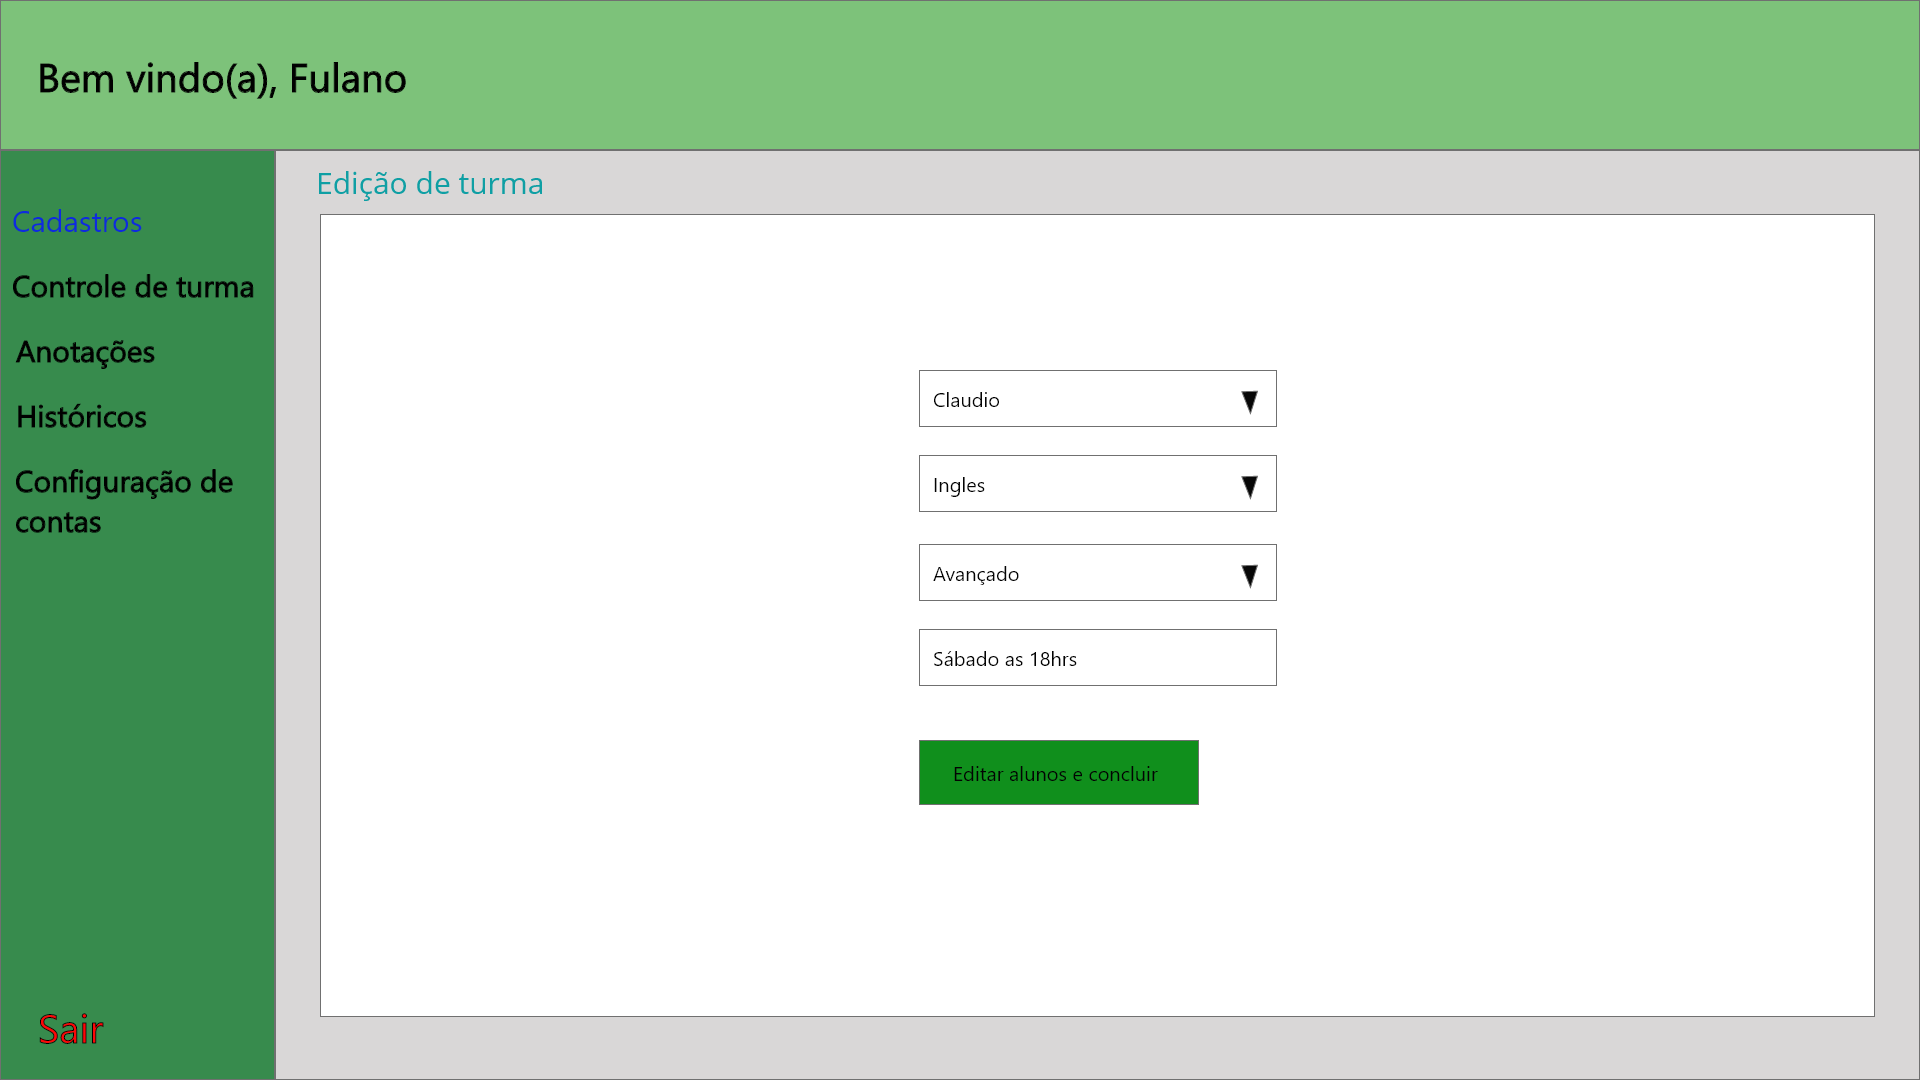 Bem vindo(a), Fulano
Cadastros
Controle de turma
Anotações
Históricos
Configuração de
contas
Sair
Edição de turma
Claudio
Ingles
Avançado
Sábado as 18hrs
Editar alunos e concluir